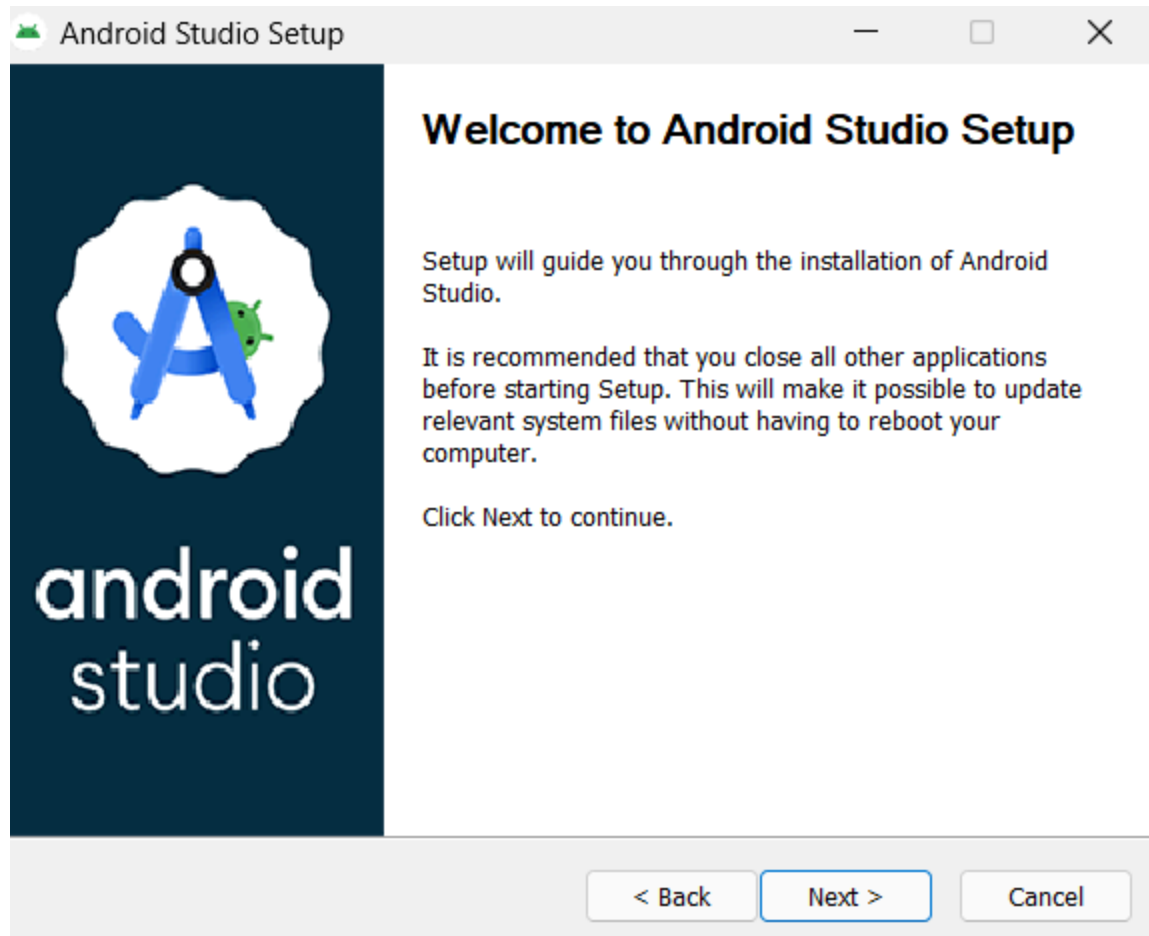 Android Studio Setup
Welcome to Android Studio Setup
Setup will guide you through the installation of Android
Studio.
It is recommended that you close all other applications
before starting Setup. This will make it possible to update
relevant system files without having to reboot your
computer.
Click Next to continue.
android
studio
< Back
Next >
Cancel